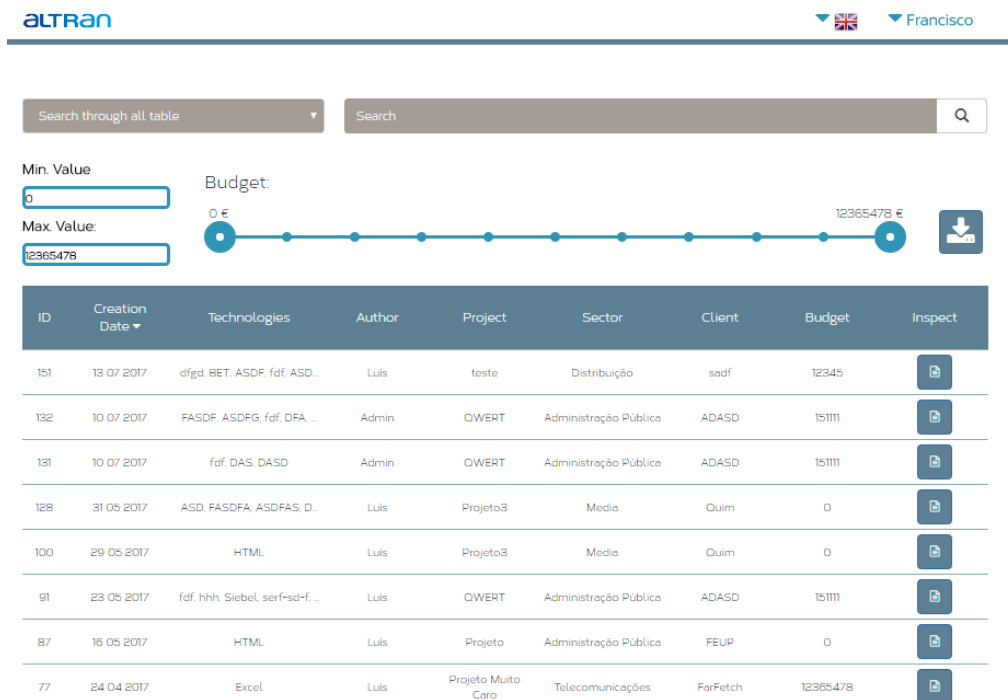 aLTRan
Francisco
Search through all table
Search
Min. Value
0
Max. Value:
12365478
Budget:
0 €
12365478 €
ID Creation Date Technologies Author Project Sector Client Budget Inspect
151 13 07 2017 dfgd, BET, ASDF, fdf, ASD... Luis teste Distribuição sadf 12345
132 10 07 2017 FASDF, ASDFG, fdf, DFA, ... Admin QWERT Administração Pública ADASD 151111
131 10 07 2017 fdf, DAS, DASD Admin QWERT Administração Pública ADASD 151111
128 31 05 2017 ASD, FASDFA, ASDFAS, D... Luis Projeto3 Media Quim 0
100 29 05 2017 HTML Luis Projeto3 Media Quim 0
91 23 05 2017 fdf, hhh, Siebel, serf-sd-f, ... Luis QWERT Administração Pública ADASD 151111
87 16 05 2017 HTML Luis Projeto Administração Pública FEUP 0
77 24 04 2017 Excel Luis Projeto Muito Caro Telecomunicações FarFetch 12365478